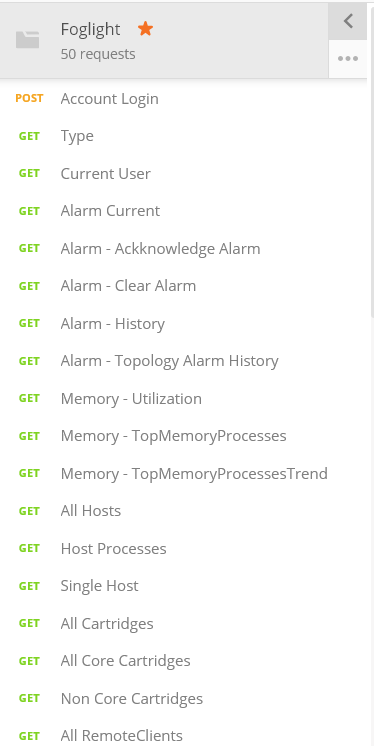 Foglight
50 requests
POST Account Login
GET Type
GET Current User
GET Alarm Current
GET Alarm - Ackknowledge Alarm
GET Alarm - Clear Alarm
GET Alarm - History
GET Alarm - Topology Alarm History
GET Memory - Utilization
GET Memory - TopMemoryProcesses
GET Memory - TopMemoryProcessesTrend
GET All Hosts
GET Host Processes
GET Single Host
GET All Cartridges
GET All Core Cartridges
GET Non Core Cartridges
GET All RemoteClients